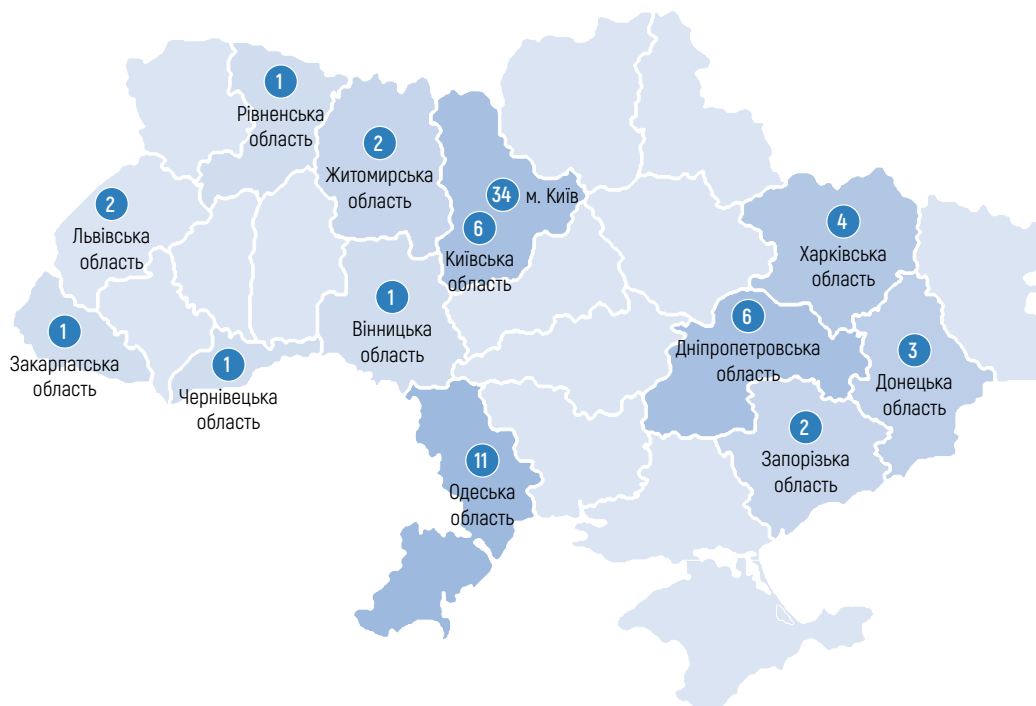 1
Рівненська
область
2
Житомирська
область
34 м. Київ
6
Київська
область
2
Львівська
область
4
Харківська
область
1
Вінницька
область
1
Закарпатська
область
1
Чернівецька
область
6
Дніпропетровська
область
3
Донецька
область
2
Запорізька
область
11
Одеська
область